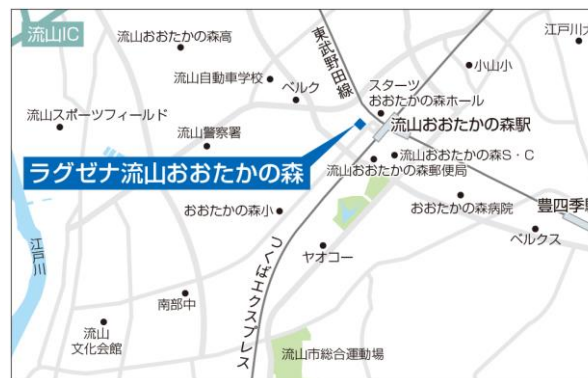 流山IC
流山おおたかの森高
東武野田線
江戸川大
小山小
流山自動車学校
ベルク
スターツ
おおたかの森ホール
流山スポーツフィールド
流山おおたかの森駅
流山警察署
流山おおたかの森S・C
流山おおたかの森郵便局
ラグゼナ流山おおたかの森
おおたかの森小
おおたかの森病院
豊四季駅
ベルクス
江戸川
つくばエクスプレス
ヤオコー
南部中
流山
文化会館
流山市総合運動場